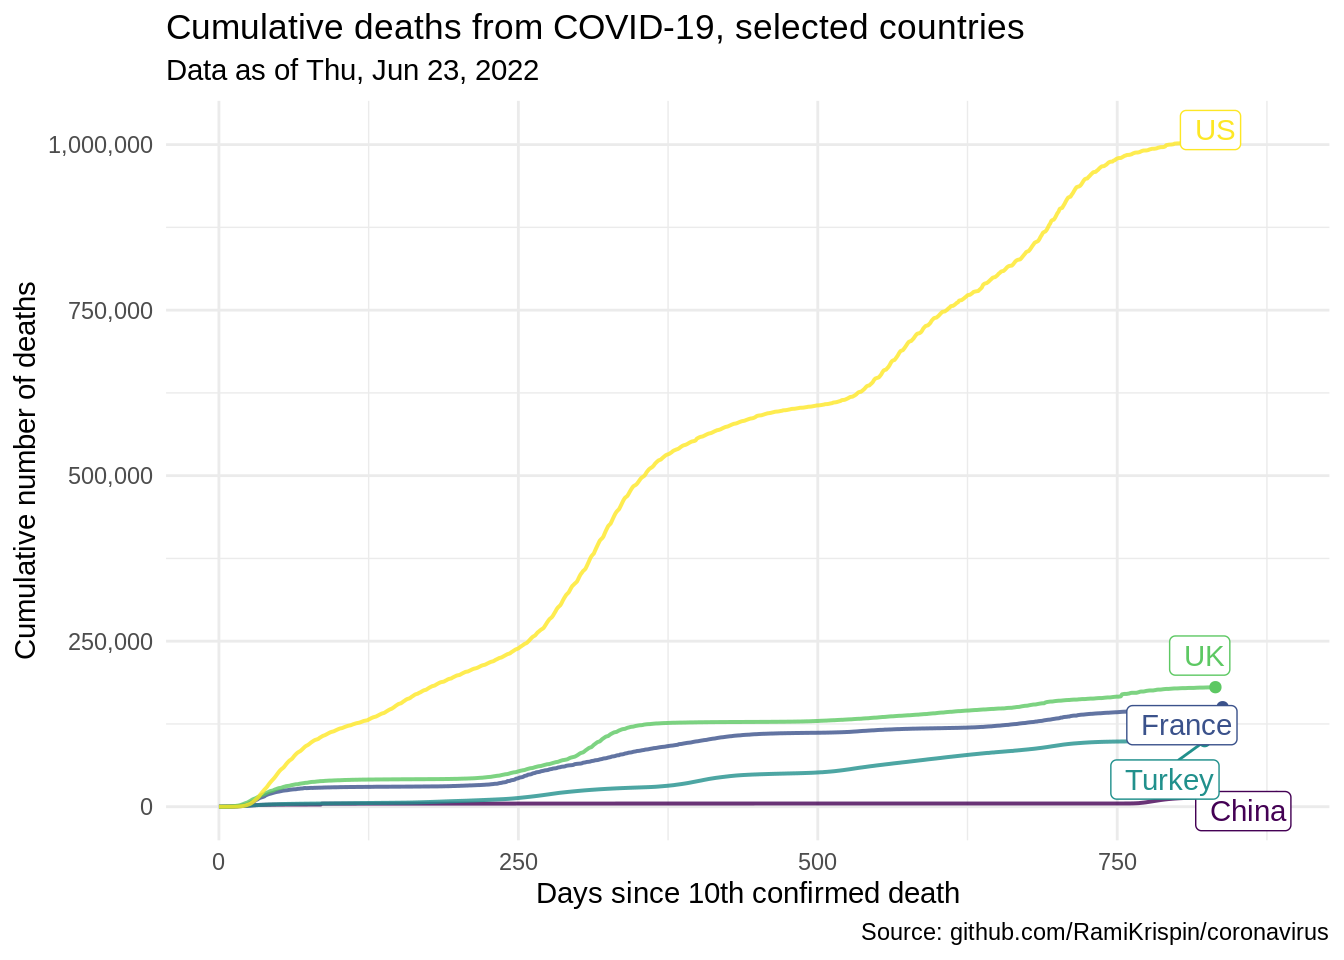 Cumulative deaths from COVID-19, selected countries
Data as of Thu, Jun 23, 2022
Cumulative number of deaths
1,000,000
750,000
500,000
250,000
0
US
UK
France
Turkey
China
0 250 500 750
Days since 10th confirmed death
Source: github.com/RamiKrispin/coronavirus